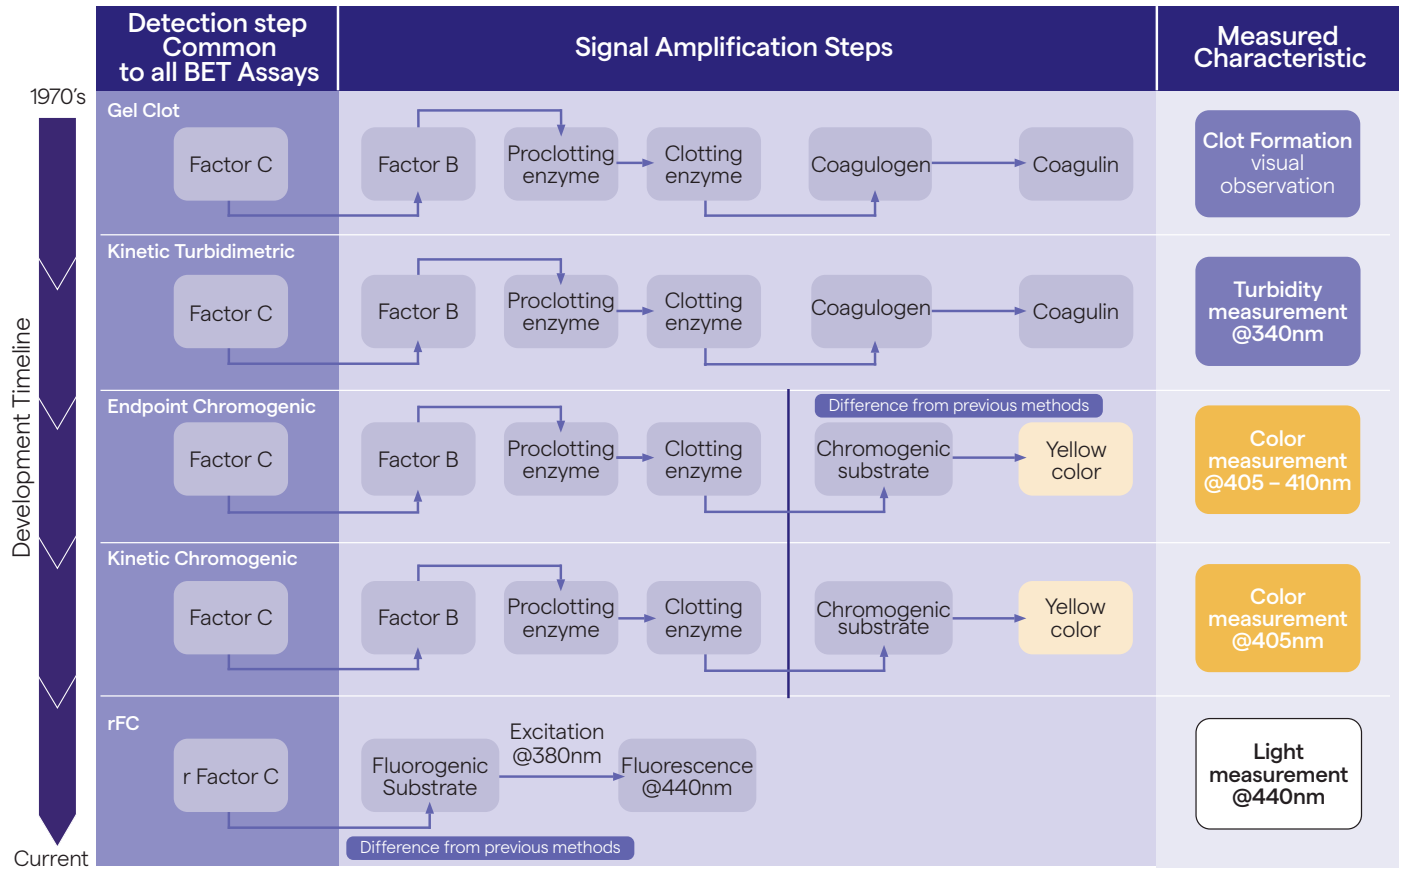 Detection step
Common
to all BET Assays
Signal Amplification Steps
Measured
Characteristic
1970's
Development Timeline
Current
Gel Clot
Factor C
Factor B
Proclotting
enzyme
Clotting
enzyme
Coagulogen
Coagulin
Clot Formation
visual
observation
Kinetic Turbidimetric
Factor C
Factor B
Proclotting
enzyme
Clotting
enzyme
Coagulogen
Coagulin
Turbidity
measurement
@340nm
Endpoint Chromogenic
Difference from previous methods
Factor C
Factor B
Proclotting
enzyme
Clotting
enzyme
Chromogenic
substrate
Yellow
color
Color
measurement
@405 – 410nm
Kinetic Chromogenic
Factor C
Factor B
Proclotting
enzyme
Clotting
enzyme
Chromogenic
substrate
Yellow
color
Color
measurement
@405nm
rFC
r Factor C
Fluorogenic
Substrate
Excitation
@380nm
Fluorescence
@440nm
Difference from previous methods
Light
measurement
@440nm